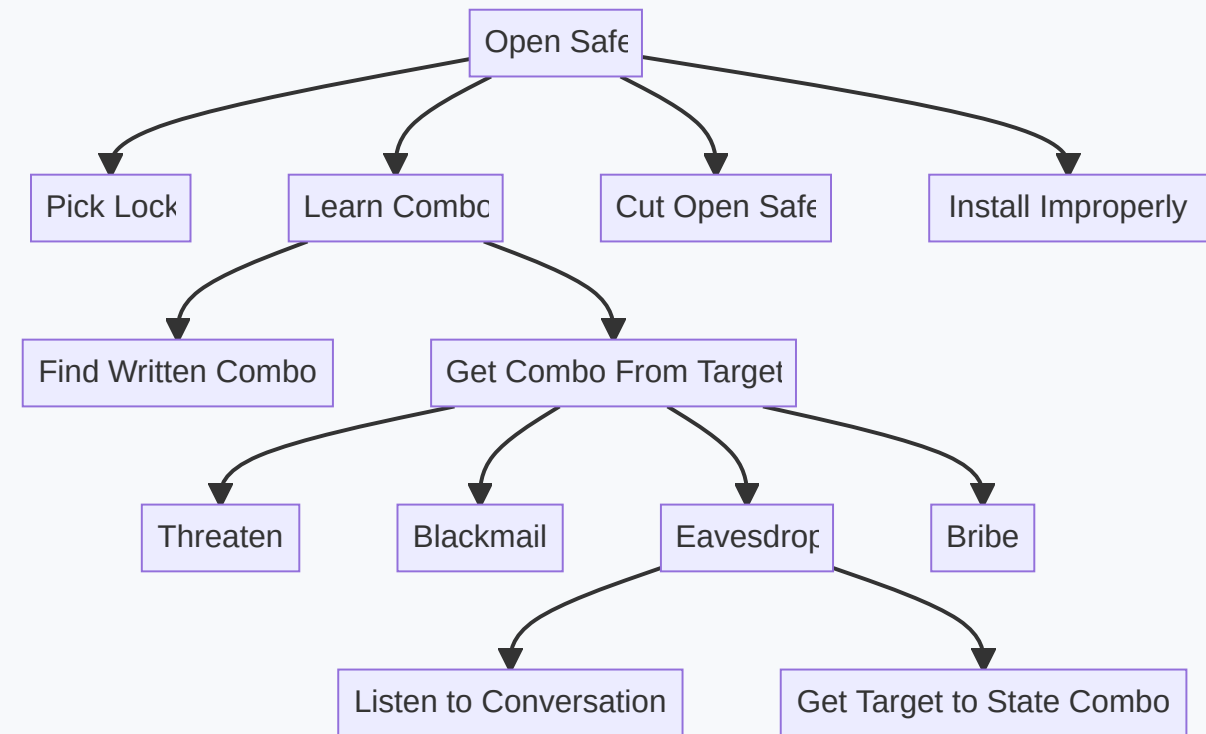 Open Safe
Pick Lock
Learn Combo
Cut Open Safe
Install Improperly
Find Written Combo
Get Combo From Target
Threaten
Blackmail
Eavesdrop
Bribe
Listen to Conversation
Get Target to State Combo